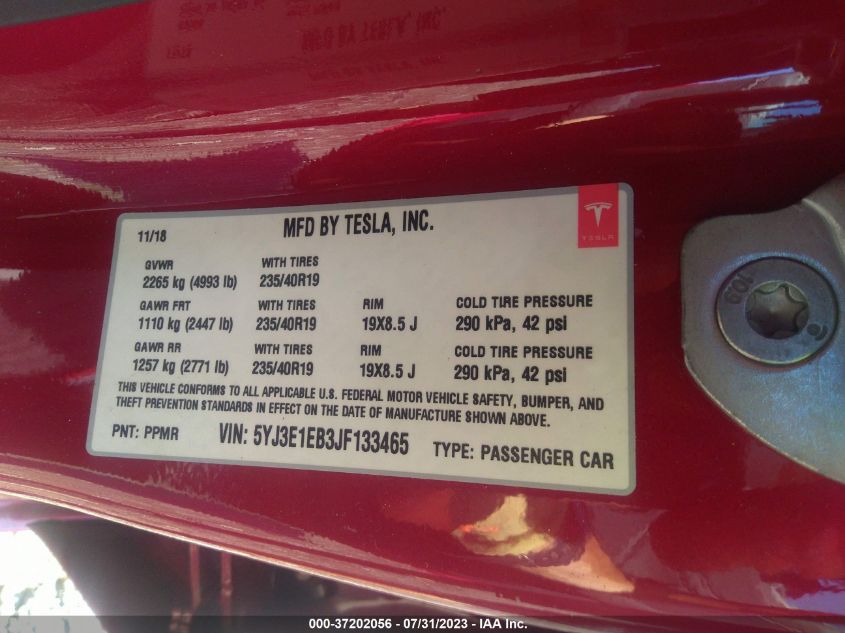 11/18
MFD BY TESLA, INC.
TESLA
GVWR WITH TIRES
2265 kg (4993 lb) 235/40R19
GAWR FRT WITH TIRES RIM COLD TIRE PRESSURE
1110 kg (2447 lb) 235/40R19 19X8.5 J 290 kPa, 42 psi
GAWR RR WITH TIRES RIM COLD TIRE PRESSURE
1257 kg (2771 lb) 235/40R19 19X8.5 J 290 kPa, 42 psi
THIS VEHICLE CONFORMS TO ALL APPLICABLE U.S. FEDERAL MOTOR VEHICLE SAFETY, BUMPER, AND
THEFT PREVENTION STANDARDS IN EFFECT ON THE DATE OF MANUFACTURE SHOWN ABOVE.
PNT: PPMR VIN: 5YJ3E1EB3JF133465 TYPE: PASSENGER CAR
109
000-37202056 - 07/31/2023 - IAA Inc.